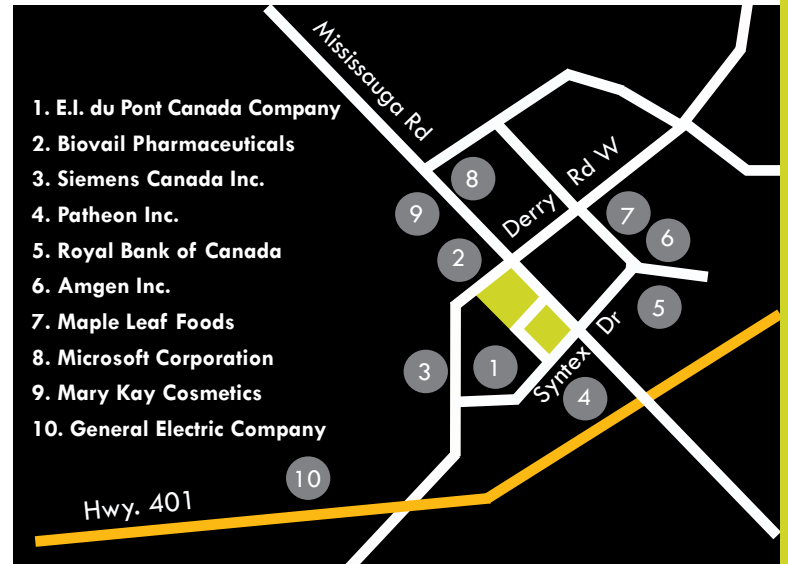 Mississauga Rd
1. E.I. du Pont Canada Company
2. Biovail Pharmaceuticals
3. Siemens Canada Inc.
4. Patheon Inc.
5. Royal Bank of Canada
6. Amgen Inc.
7. Maple Leaf Foods
8. Microsoft Corporation
9. Mary Kay Cosmetics
10. General Electric Company
Derry Rd W
8
9
7
6
2
5
Syntex Dr
3
1
4
10
Hwy. 401